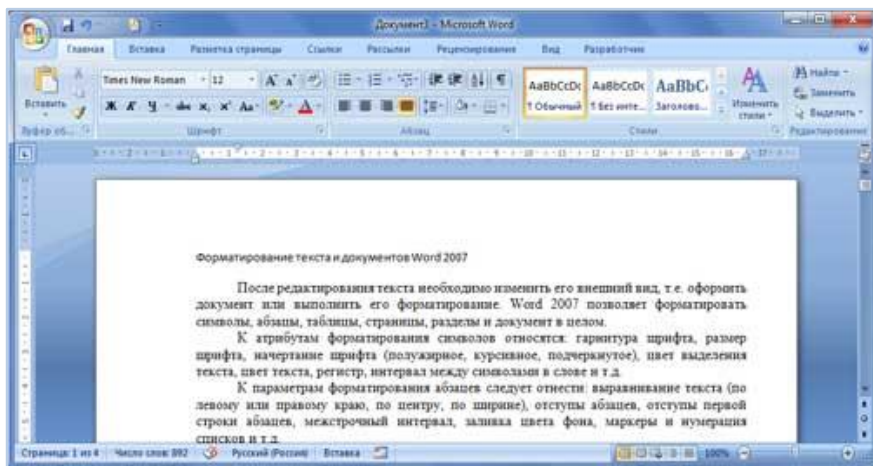 Документ3 - Microsoft Word
Главная Вставка Разметка страницы Ссылки Рассылки Рецензирование Вид Разработчик
Times New Roman 12
Найти
Заменить
Вставить Ж К Ч abc x₂ x² Aa А
AaBbCcDc AaBbCcDc AaBbCc
¶ Обычный ¶ Без инте... Заголово...
Изменить стили
Выделить
Буфер об... Шрифт Абзац Стили Редактирование
Форматирование текста и документов Word 2007
После редактирования текста необходимо изменить его внешний вид, т.е. оформить
документ или выполнить его форматирование. Word 2007 позволяет форматировать
символы, абзацы, таблицы, страницы, разделы и документ в целом.
К атрибутам форматирования символов относятся: гарнитура шрифта, размер
шрифта, начертание шрифта (полужирное, курсивное, подчеркнутое), цвет выделения
текста, цвет текста, регистр, интервал между символами в слове и т.д.
К параметрам форматирования абзацев следует отнести: выравнивание текста (по
левому или правому краю, по центру, по ширине), отступы абзацев, отступы первой
строки абзацев, межстрочный интервал, заливка цвета фона, маркеры и нумерация
списков и т.д.
Страница: 1 из 4 Число слов: 892 Русский (Россия) Вставка 100%